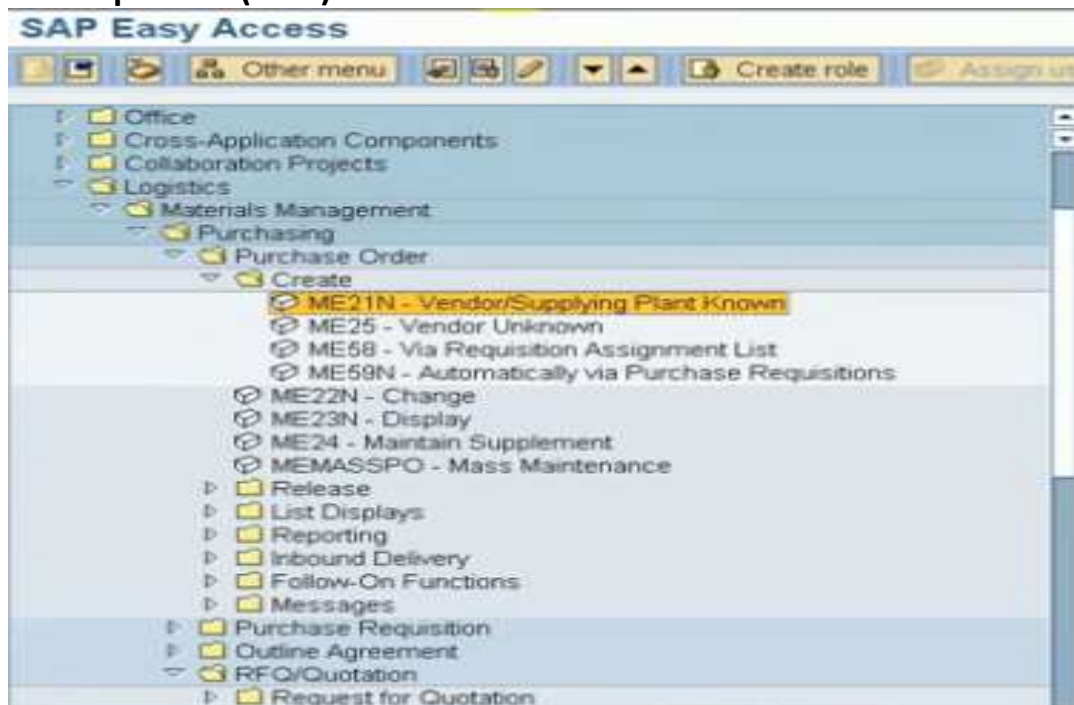 SAP Easy Access
Other menu Create role Assign us
Office
Cross-Application Components
Collaboration Projects
Logistics
Materials Management
Purchasing
Purchase Order
Create
ME21N - Vendor/Supplying Plant Known
ME25 - Vendor Unknown
ME58 - Via Requisition Assignment List
ME59N - Automatically via Purchase Requisitions
ME22N - Change
ME23N - Display
ME24 - Maintain Supplement
MEMASSPO - Mass Maintenance
Release
List Displays
Reporting
Inbound Delivery
Follow-On Functions
Messages
Purchase Requisition
Outline Agreement
RFQ/Quotation
Request for Quotation